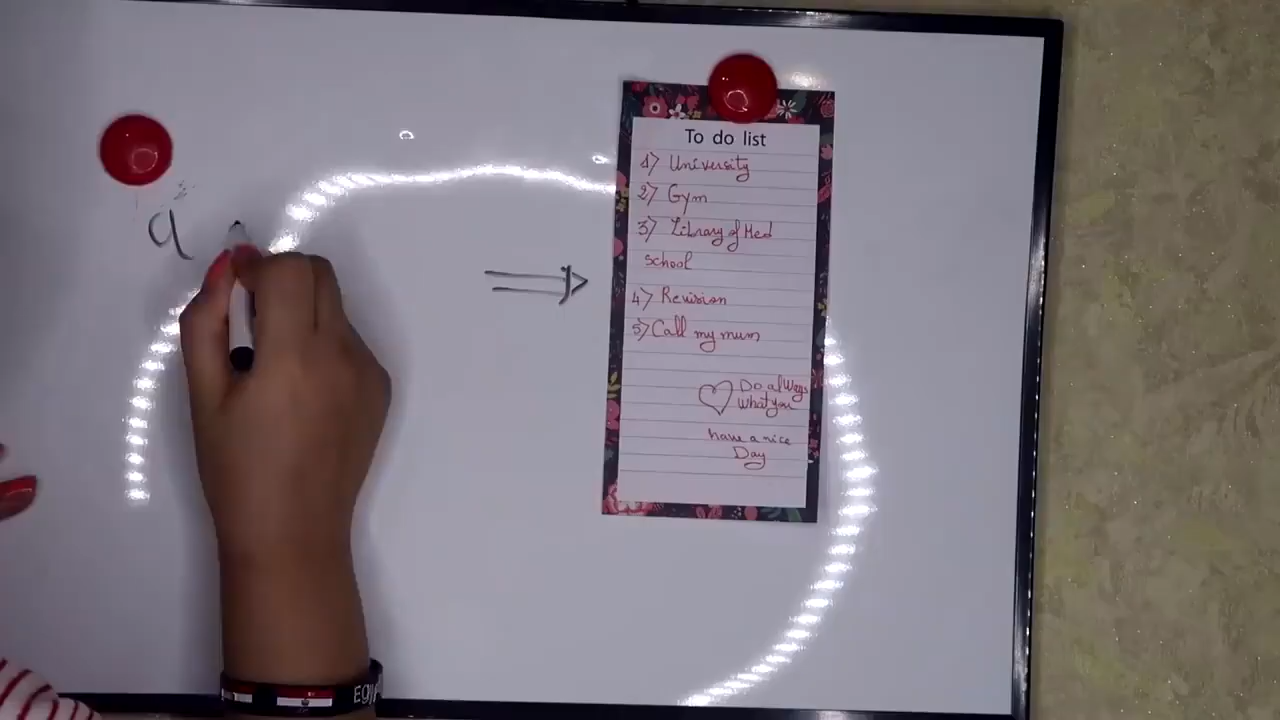 a
To do list
1) University
2) Gym
3) Library of Med
school
4) Revision
5) Call my mum
Do always
what you
have a nice
Day
Egy